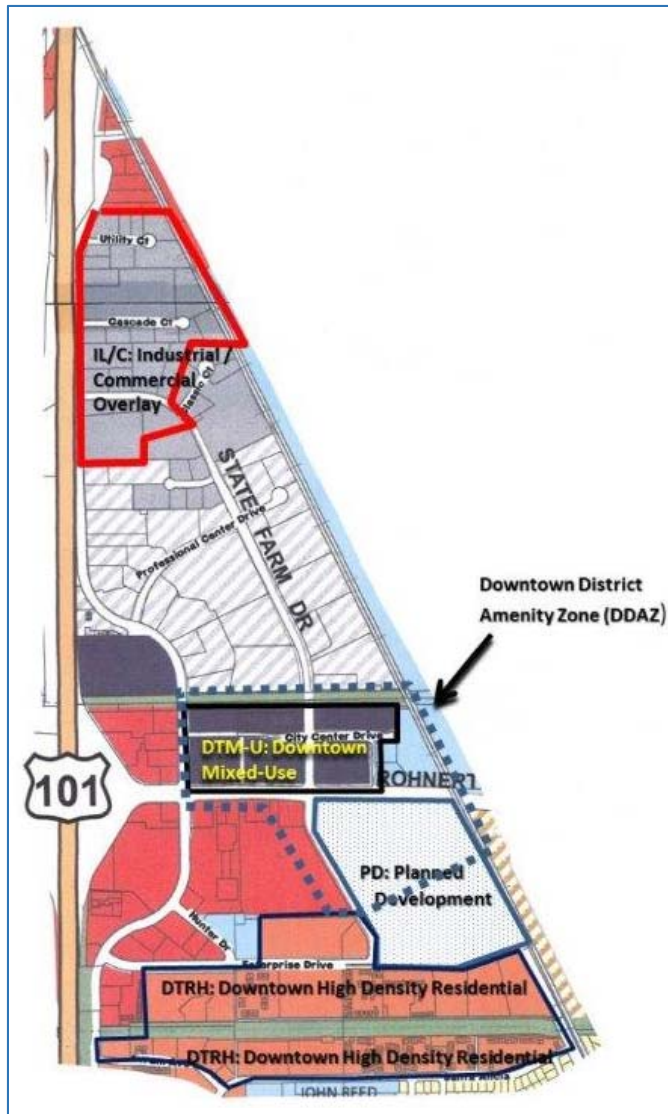 Utility Ct
Cascade Ct
IL/C: Industrial /
Commercial
Overlay
Classic Ct
STATE FARM DR
Professional Center Drive
Downtown District
Amenity Zone (DDAZ)
City Center Drive
DTM-U: Downtown
Mixed-Use
101
ROHNERT
PD: Planned
Development
Hunter Dr
Enterprise Drive
DTRH: Downtown High Density Residential
DTRH: Downtown High Density Residential
JOHN REED